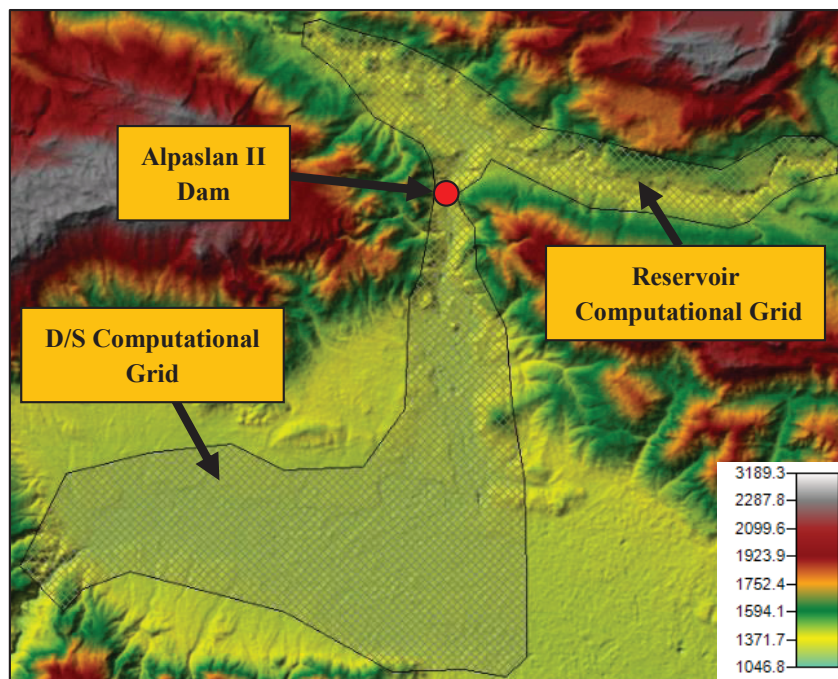 Alpaslan II
Dam
Reservoir
Computational Grid
D/S Computational
Grid
3189.3
2287.8
2099.6
1923.9
1752.4
1594.1
1371.7
1046.8